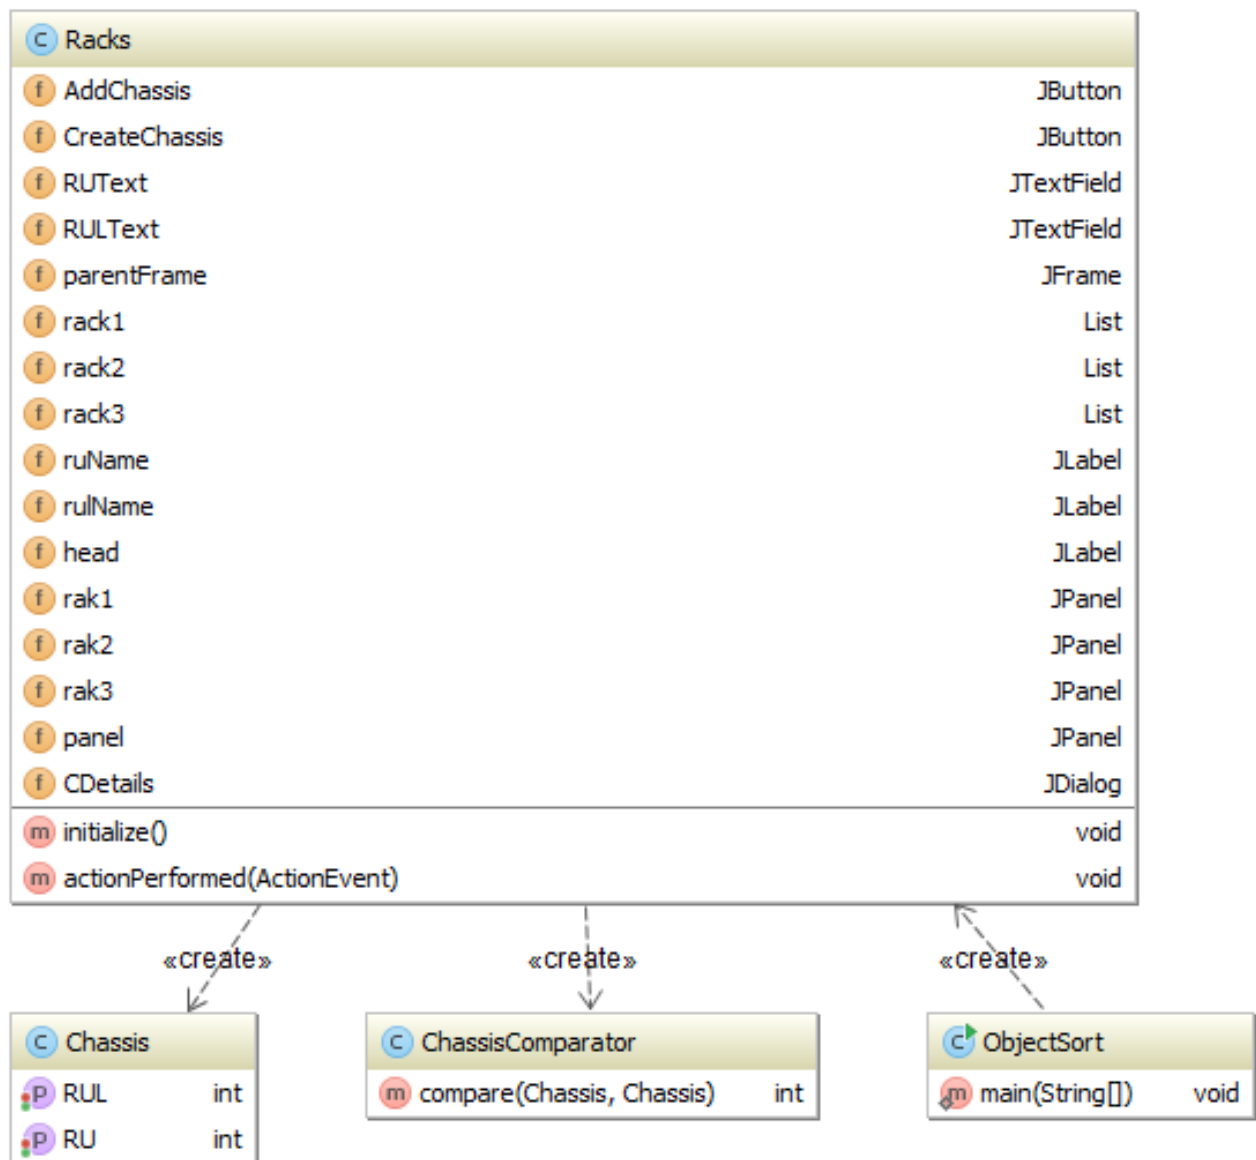 C Racks
f AddChassis JButton
f CreateChassis JButton
f RUText JTextField
f RULText JTextField
f parentFrame JFrame
f rack1 List
f rack2 List
f rack3 List
f ruName JLabel
f rulName JLabel
f head JLabel
f rak1 JPanel
f rak2 JPanel
f rak3 JPanel
f panel JPanel
f CDetails JDialog
m initialize() void
m actionPerformed(ActionEvent) void
«create» «create» «create»
C Chassis C ChassisComparator C ObjectSort
P RUL int m compare(Chassis, Chassis) int m main(String[]) void
P RU int